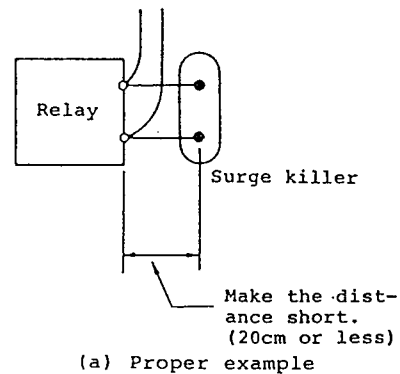 Relay
Surge killer
Make the dist-
ance short.
(20cm or less)
(a) Proper example